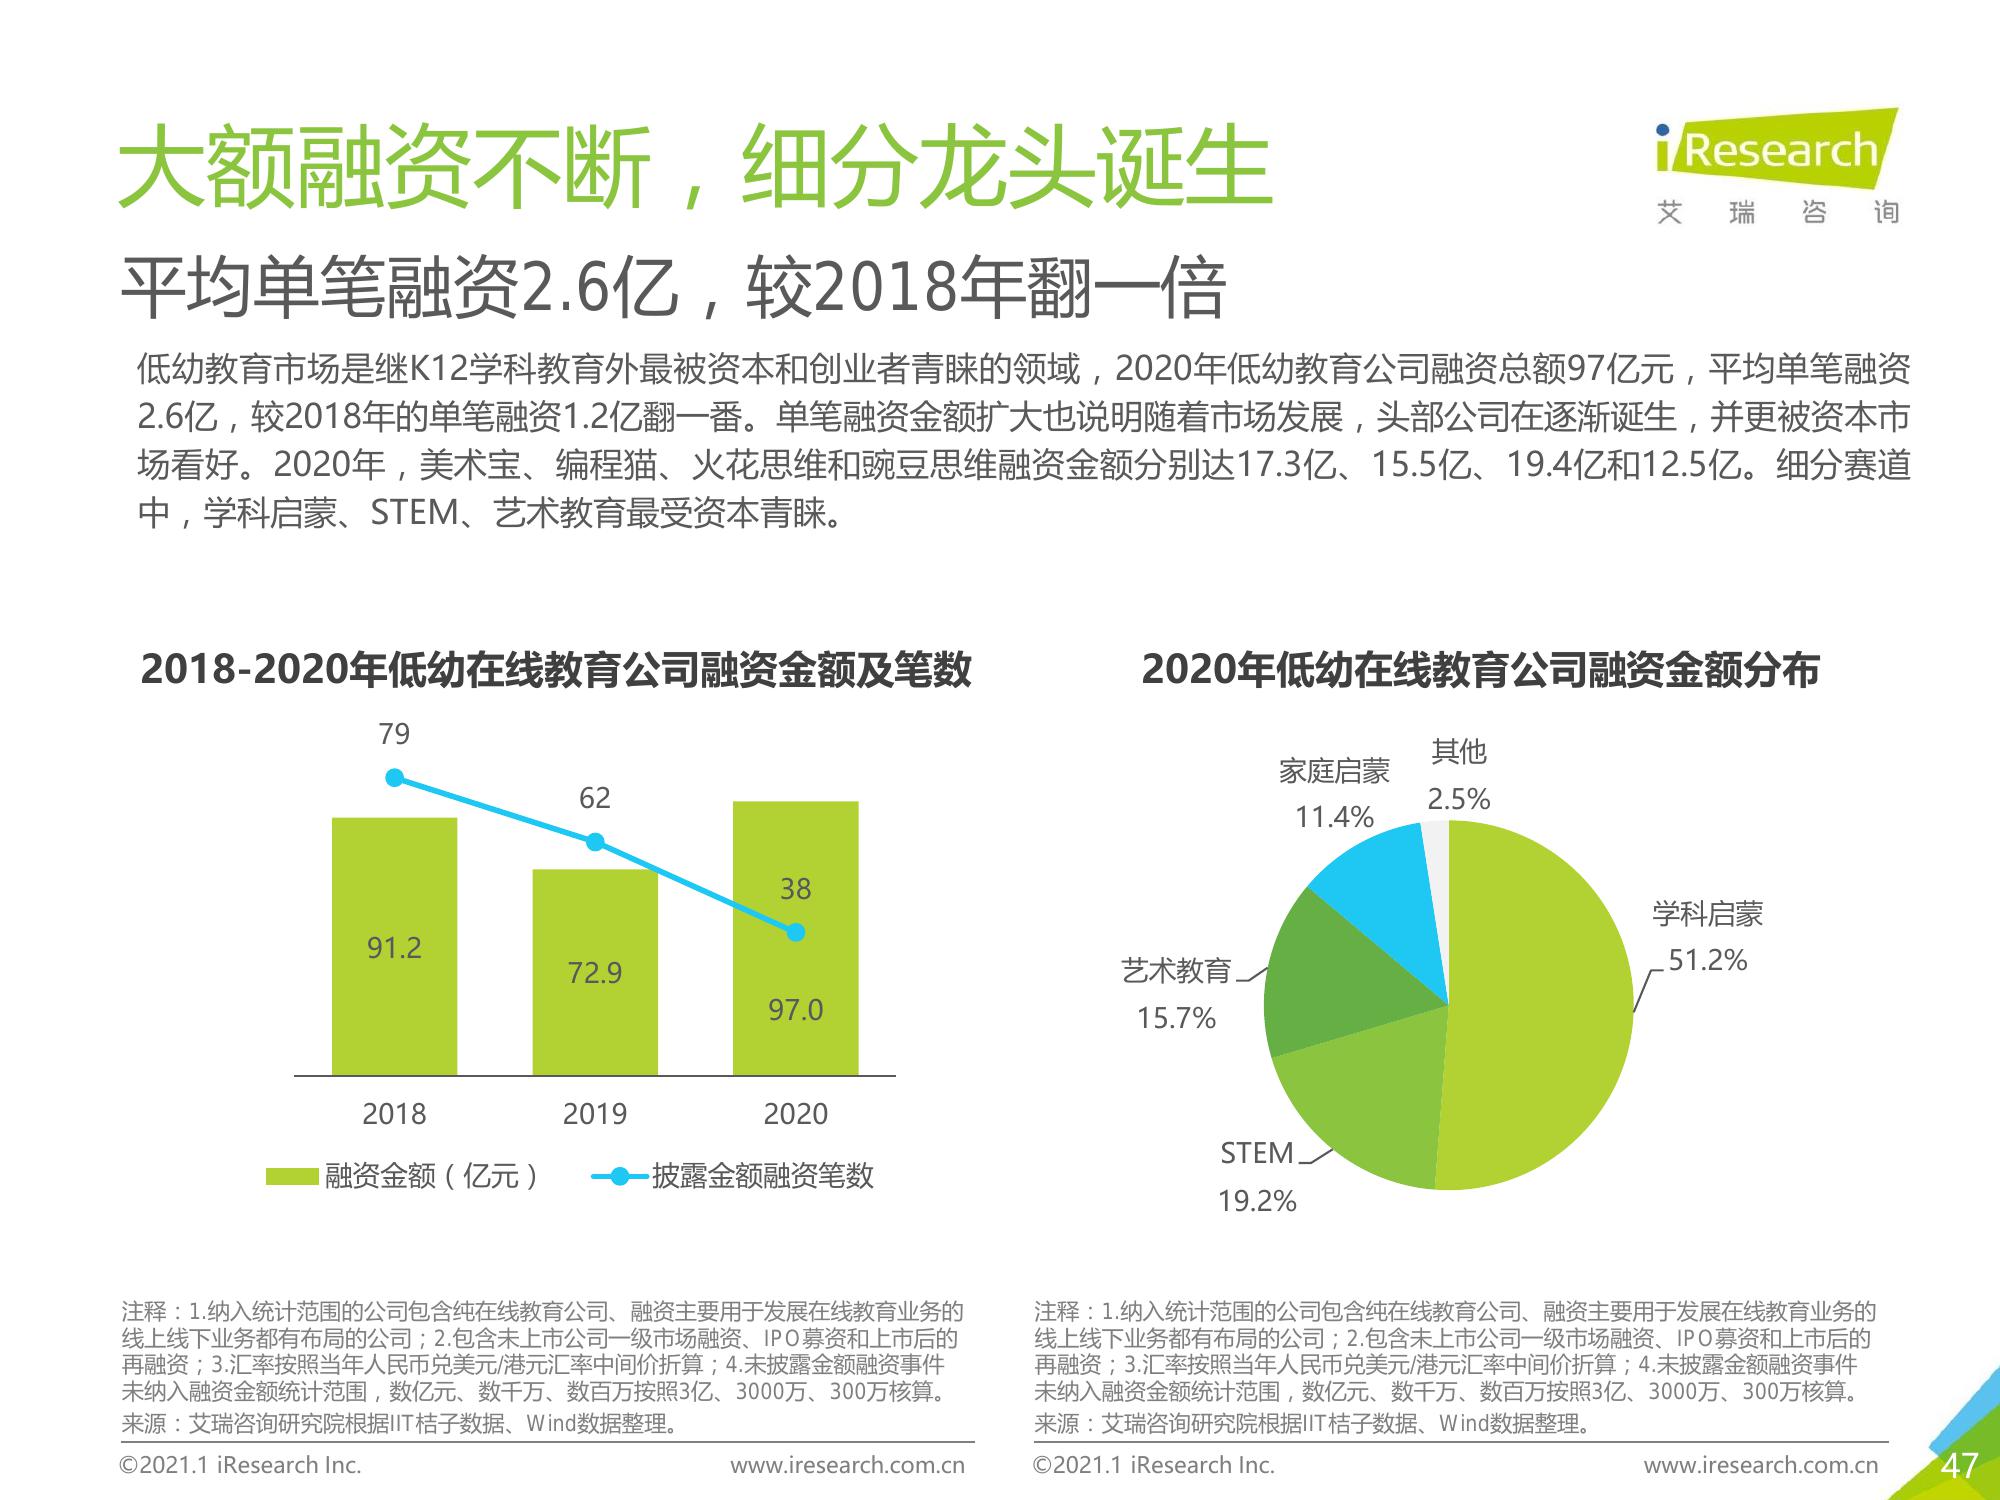 大额融资不断，细分龙头诞生
iResearch
艾瑞咨询
平均单笔融资2.6亿，较2018年翻一倍
低幼教育市场是继K12学科教育外最被资本和创业者青睐的领域，2020年低幼教育公司融资总额97亿元，平均单笔融资
2.6亿，较2018年的单笔融资1.2亿翻一番。单笔融资金额扩大也说明随着市场发展，头部公司在逐渐诞生，并更被资本市
场看好。2020年，美术宝、编程猫、火花思维和豌豆思维融资金额分别达17.3亿、15.5亿、19.4亿和12.5亿。细分赛道
中，学科启蒙、STEM、艺术教育最受资本青睐。
2018-2020年低幼在线教育公司融资金额及笔数
79
62
38
91.2
72.9
97.0
2018
2019
2020
融资金额（亿元）
披露金额融资笔数
2020年低幼在线教育公司融资金额分布
其他
2.5%
家庭启蒙
11.4%
学科启蒙
51.2%
艺术教育
15.7%
STEM
19.2%
注释：1.纳入统计范围的公司包含纯在线教育公司、融资主要用于发展在线教育业务的
线上线下业务都有布局的公司；2.包含未上市公司一级市场融资、IPO募资和上市后的
再融资；3.汇率按照当年人民币兑美元/港元汇率中间价折算；4.未披露金额融资事件
未纳入融资金额统计范围，数亿元、数千万、数百万按照3亿、3000万、300万核算。
来源：艾瑞咨询研究院根据IIT桔子数据、Wind数据整理。
©2021.1 iResearch Inc.
www.iresearch.com.cn
注释：1.纳入统计范围的公司包含纯在线教育公司、融资主要用于发展在线教育业务的
线上线下业务都有布局的公司；2.包含未上市公司一级市场融资、IPO募资和上市后的
再融资；3.汇率按照当年人民币兑美元/港元汇率中间价折算；4.未披露金额融资事件
未纳入融资金额统计范围，数亿元、数千万、数百万按照3亿、3000万、300万核算。
来源：艾瑞咨询研究院根据IIT桔子数据、Wind数据整理。
©2021.1 iResearch Inc.
www.iresearch.com.cn
47